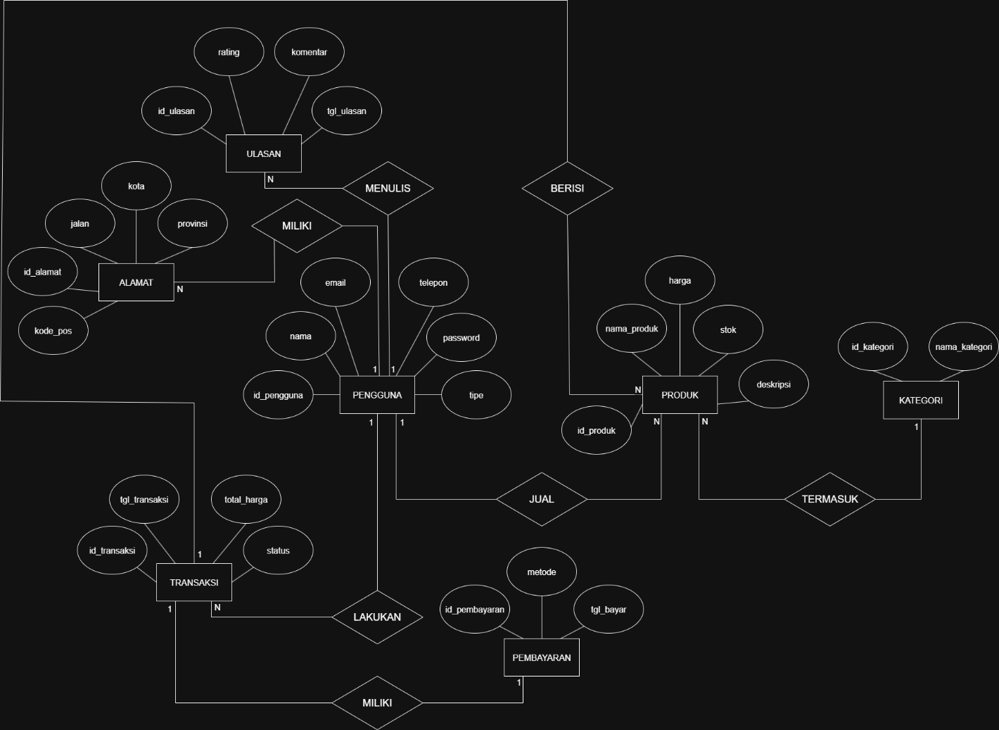 rating
komentar
id_ulasan
tgl_ulasan
ULASAN
N
MENULIS
BERISI
kota
jalan
provinsi
MILIKI
id_alamat
ALAMAT
N
kode_pos
email
telepon
nama
password
1
1
id_pengguna
PENGGUNA
tipe
1
1
harga
nama_produk
stok
deskripsi
N
PRODUK
id_produk
N
N
id_kategori
nama_kategori
KATEGORI
1
JUAL
TERMASUK
tgl_transaksi
total_harga
id_transaksi
status
1
TRANSAKSI
1
N
LAKUKAN
metode
id_pembayaran
tgl_bayar
PEMBAYARAN
1
MILIKI